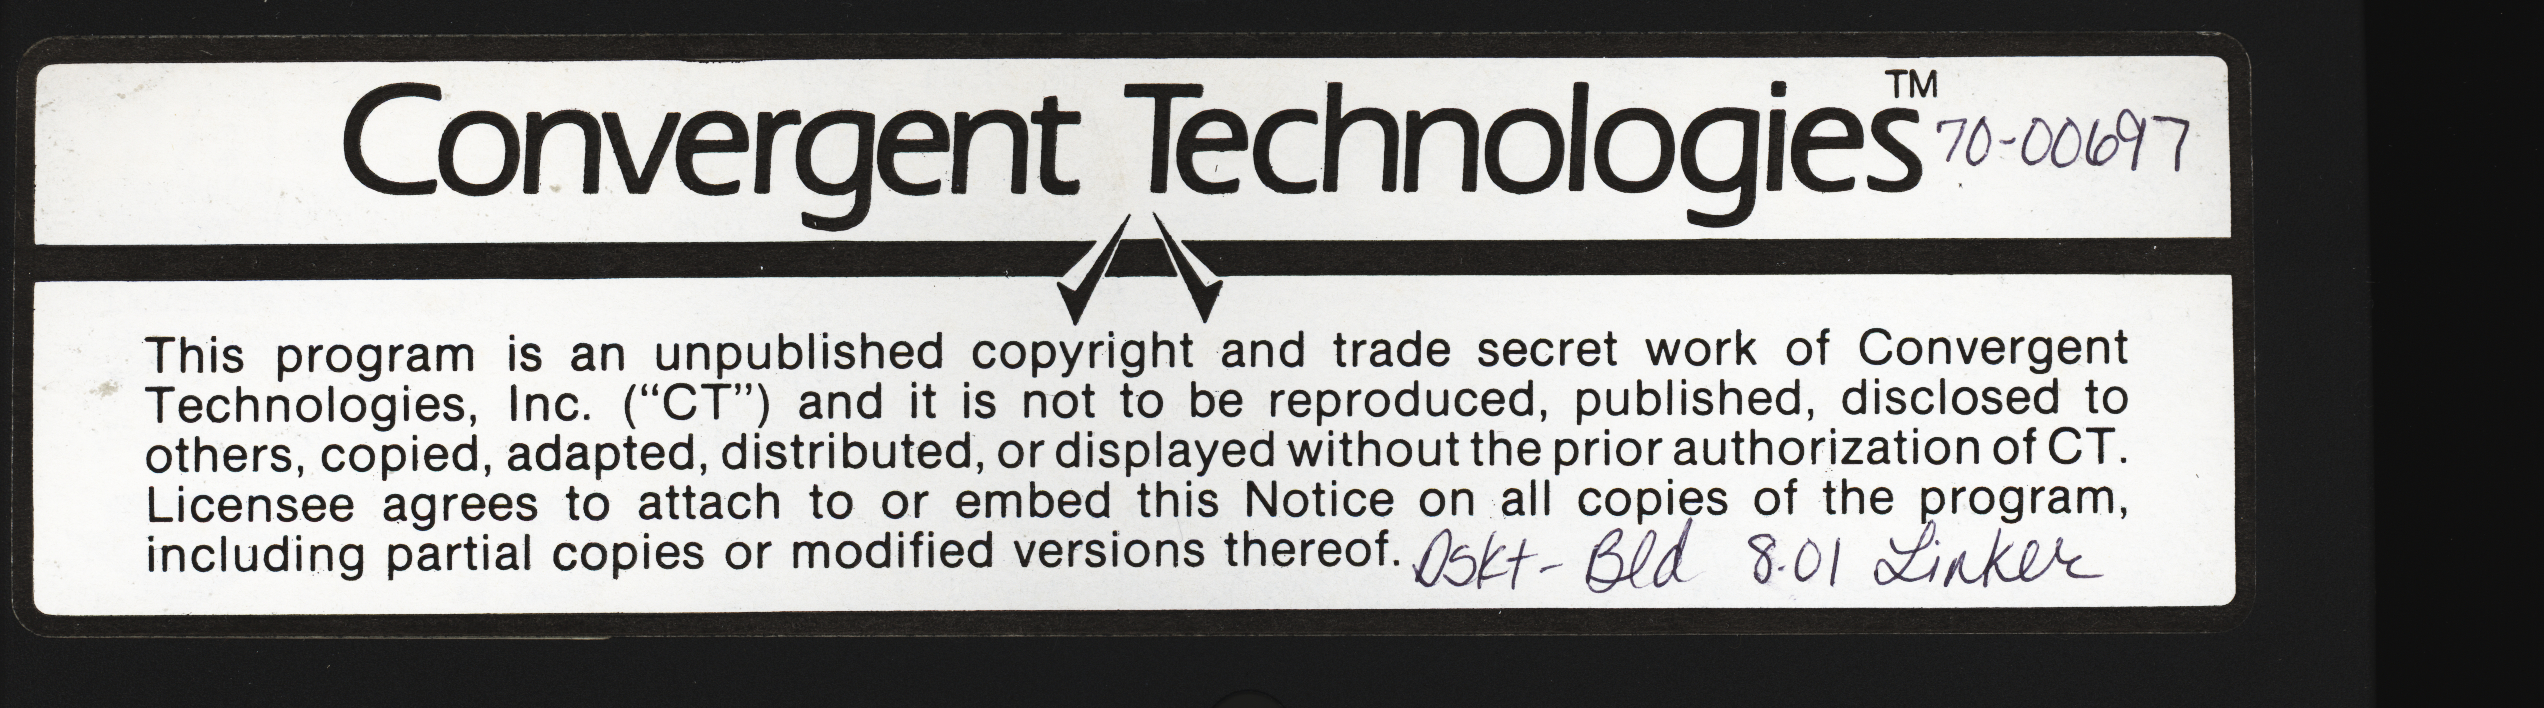 Convergent Technologies™ 70-00697
This program is an unpublished copyright and trade secret work of Convergent
Technologies, Inc. (“CT”) and it is not to be reproduced, published, disclosed to
others, copied, adapted, distributed, or displayed without the prior authorization of CT.
Licensee agrees to attach to or embed this Notice on all copies of the program,
including partial copies or modified versions thereof. Dskt- Bld 8.01 Linker